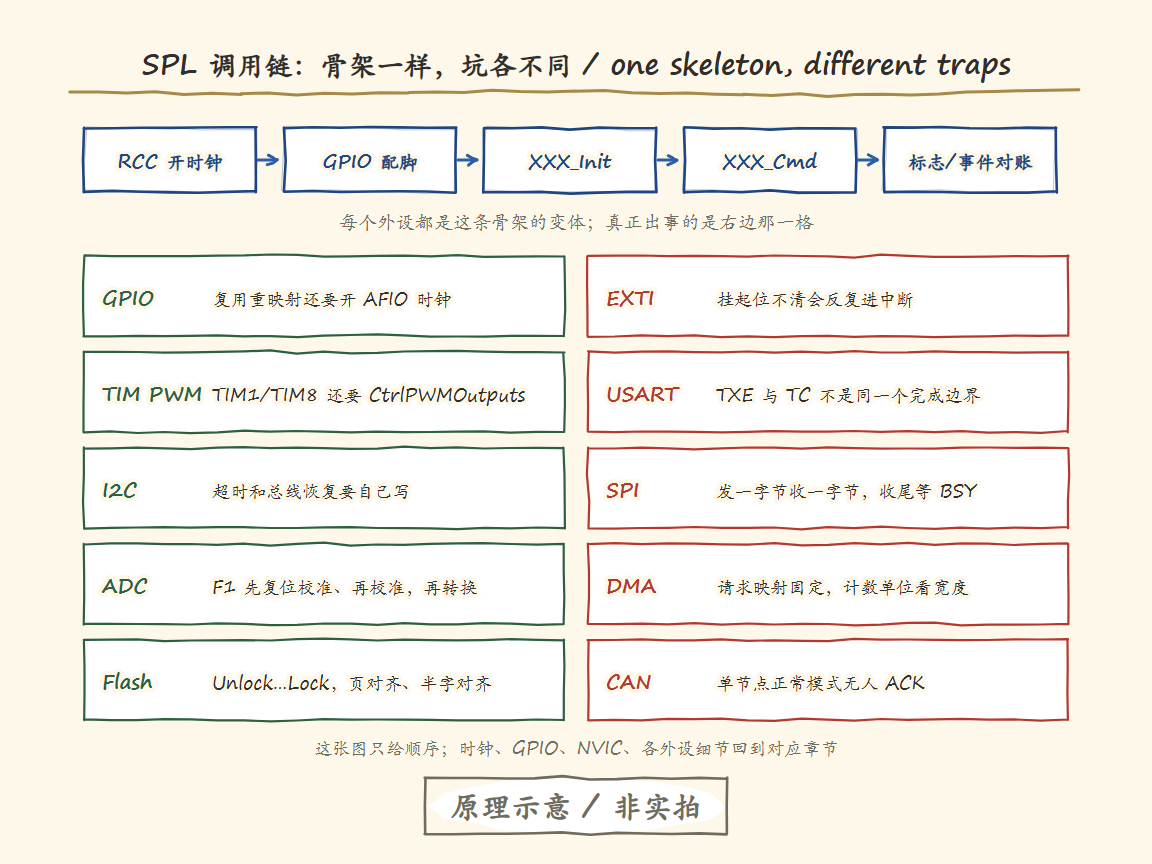 SPL 调用链：骨架一样，坑各不同 / one skeleton, different traps
RCC 开时钟
GPIO 配脚
XXX_Init
XXX_Cmd
标志/事件对账
每个外设都是这条骨架的变体；真正出事的是右边那一格
GPIO 复用重映射还要开 AFIO 时钟
EXTI 挂起位不清会反复进中断
TIM PWM TIM1/TIM8 还要 CtrlPWMOutputs
USART TXE 与 TC 不是同一个完成边界
I2C 超时和总线恢复要自己写
SPI 发一字节收一字节，收尾等 BSY
ADC F1 先复位校准、再校准，再转换
DMA 请求映射固定，计数单位看宽度
Flash Unlock…Lock，页对齐、半字对齐
CAN 单节点正常模式无人 ACK
这张图只给顺序；时钟、GPIO、NVIC、各外设细节回到对应章节
原理示意 / 非实拍